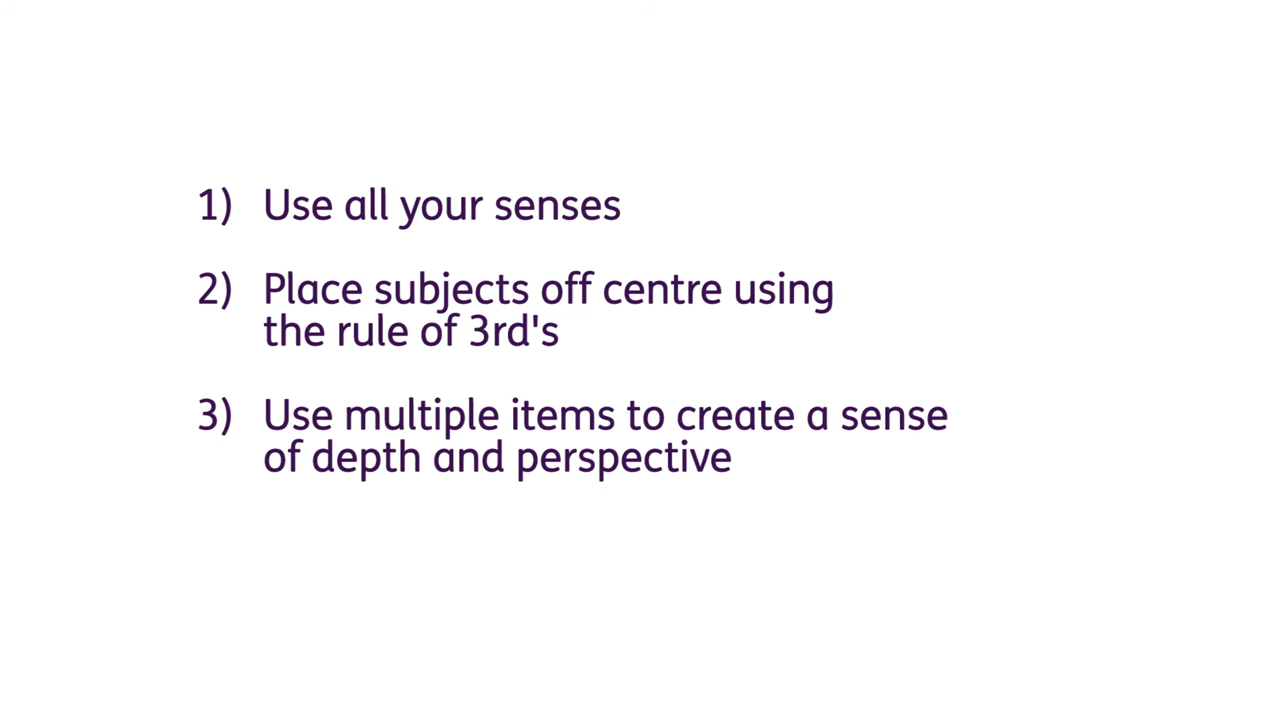 1) Use all your senses
2) Place subjects off centre using
the rule of 3rd's
3) Use multiple items to create a sense
of depth and perspective